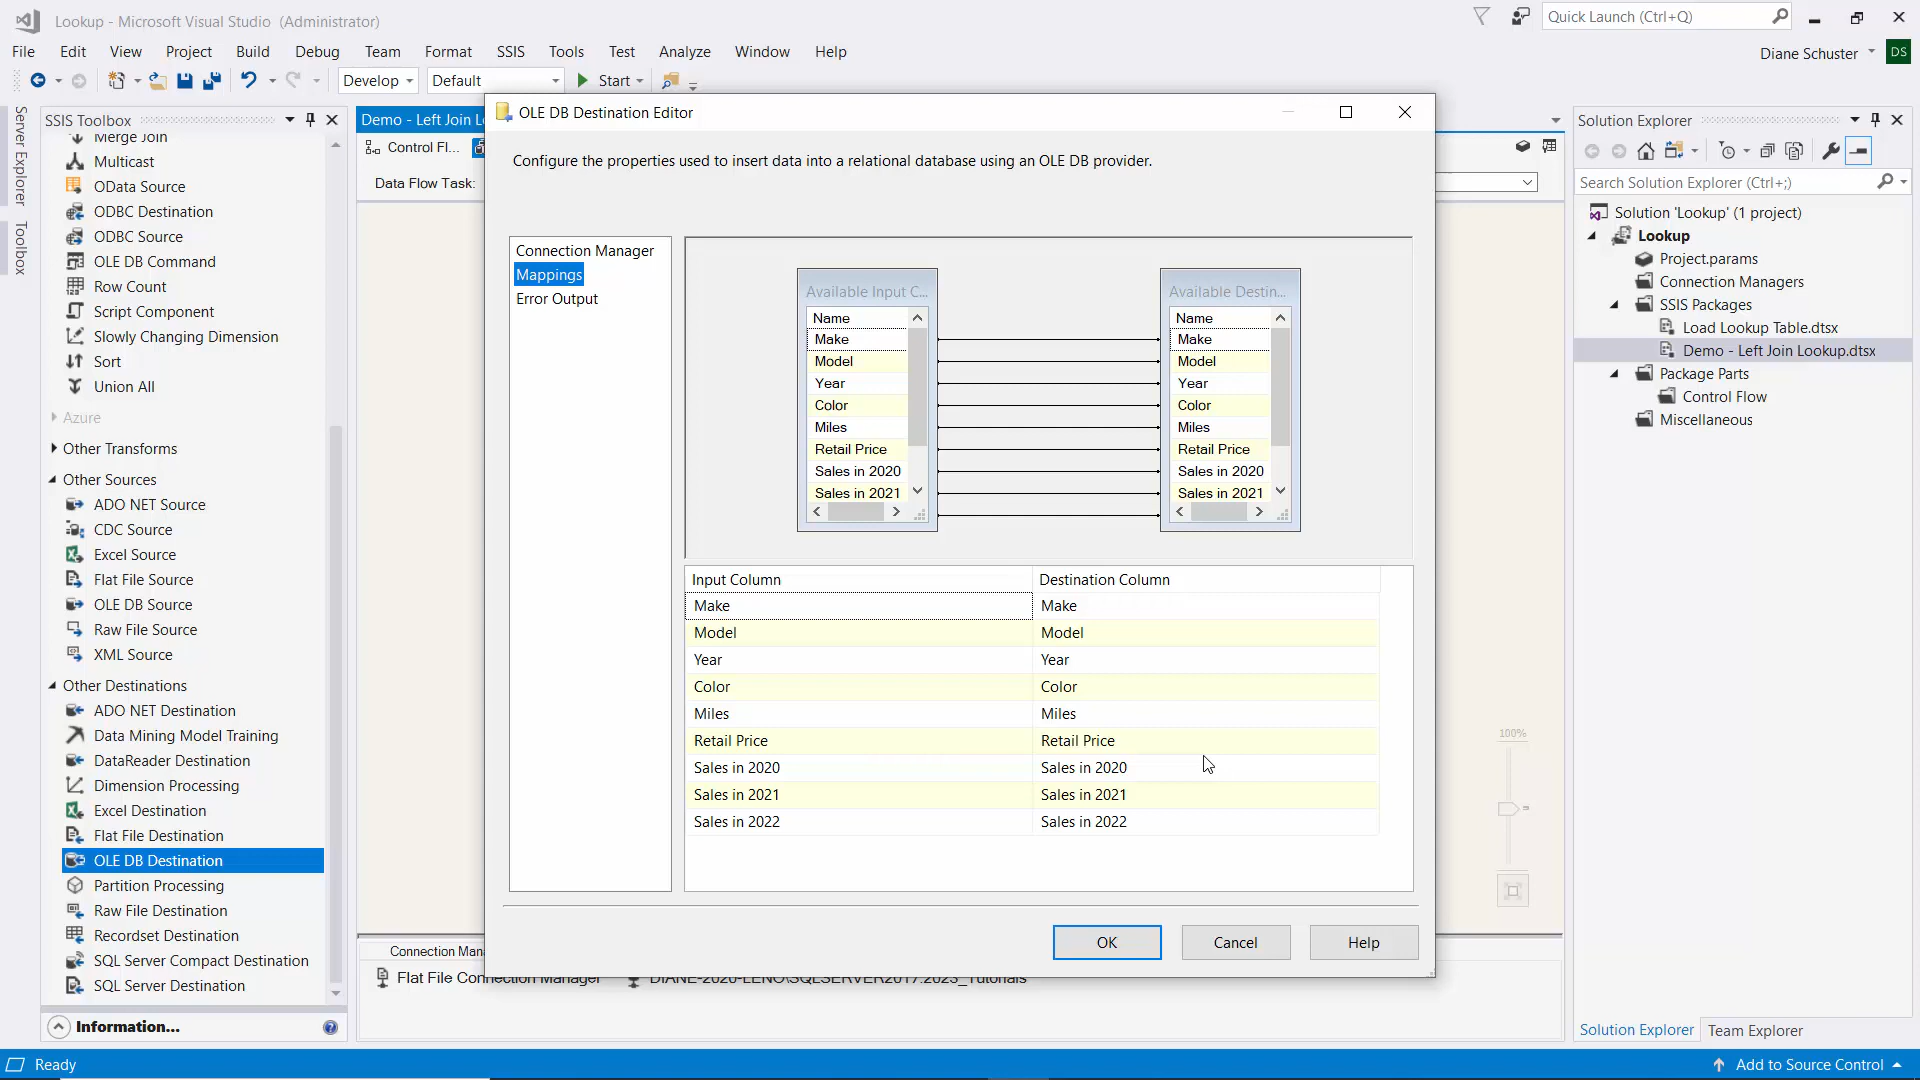 Lookup - Microsoft Visual Studio (Administrator)
Quick Launch (Ctrl+Q)
File Edit View Project Build Debug Team Format SSIS Tools Test Analyze Window Help
Diane Schuster DS
Develop Default Start
Server Explorer
Toolbox
SSIS Toolbox
Merge Join
Multicast
OData Source
ODBC Destination
ODBC Source
OLE DB Command
Row Count
Script Component
Slowly Changing Dimension
Sort
Union All
Azure
Other Transforms
Other Sources
ADO NET Source
CDC Source
Excel Source
Flat File Source
OLE DB Source
Raw File Source
XML Source
Other Destinations
ADO NET Destination
Data Mining Model Training
DataReader Destination
Dimension Processing
Excel Destination
Flat File Destination
OLE DB Destination
Partition Processing
Raw File Destination
Recordset Destination
SQL Server Compact Destination
SQL Server Destination
Information...
Demo - Left Join L
Control Fl...
Data Flow Task:
OLE DB Destination Editor
Configure the properties used to insert data into a relational database using an OLE DB provider.
Connection Manager
Mappings
Error Output
Available Input C...
Name
Make
Model
Year
Color
Miles
Retail Price
Sales in 2020
Sales in 2021
Available Destin...
Name
Make
Model
Year
Color
Miles
Retail Price
Sales in 2020
Sales in 2021
Input Column Destination Column
Make Make
Model Model
Year Year
Color Color
Miles Miles
Retail Price Retail Price
Sales in 2020 Sales in 2020
Sales in 2021 Sales in 2021
Sales in 2022 Sales in 2022
OK Cancel Help
100%
Connection Mana
Flat File Connection Manager DIANE-2020-LENO\SQLSERVER2017.2023_Tutorials
Solution Explorer
Search Solution Explorer (Ctrl+;)
Solution 'Lookup' (1 project)
Lookup
Project.params
Connection Managers
SSIS Packages
Load Lookup Table.dtsx
Demo - Left Join Lookup.dtsx
Package Parts
Control Flow
Miscellaneous
Solution Explorer Team Explorer
Ready
Add to Source Control